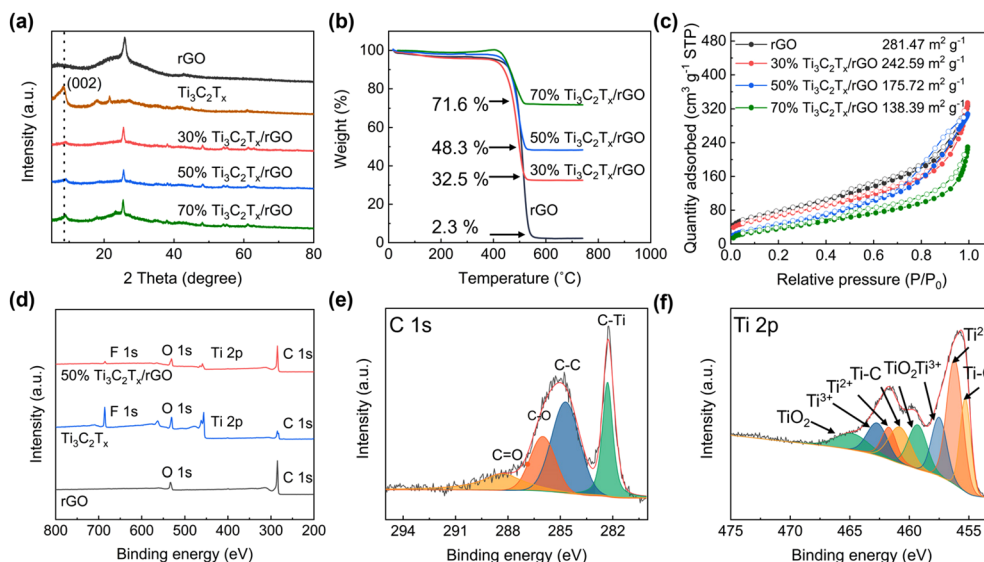 (a)
Intensity (a.u.)
(002)
rGO
Ti3C2Tx
30% Ti3C2Tx/rGO
50% Ti3C2Tx/rGO
70% Ti3C2Tx/rGO
20 40 60 80
2 Theta (degree)
(b)
Weight (%)
100
80
60
40
20
0
71.6 %
48.3 %
32.5 %
2.3 %
70% Ti3C2Tx/rGO
50% Ti3C2Tx/rGO
30% Ti3C2Tx/rGO
rGO
0 200 400 600 800 1000
Temperature (˚C)
(c)
Quantity adsorbed (cm3 g-1 STP)
480
400
320
240
160
80
0
rGO 281.47 m2 g-1
30% Ti3C2Tx/rGO 242.59 m2 g-1
50% Ti3C2Tx/rGO 175.72 m2 g-1
70% Ti3C2Tx/rGO 138.39 m2 g-1
0.0 0.2 0.4 0.6 0.8 1.0
Relative pressure (P/P0)
(d)
Intensity (a.u.)
F 1s O 1s Ti 2p C 1s
50% Ti3C2Tx/rGO
F 1s O 1s Ti 2p C 1s
Ti3C2Tx
O 1s C 1s
rGO
800 700 600 500 400 300 200
Binding energy (eV)
(e)
C 1s
Intensity (a.u.)
C=O
C-O
C-C
C-Ti
294 291 288 285 282
Binding energy (eV)
(f)
Ti 2p
Intensity (a.u.)
TiO2
Ti3+
Ti2+
Ti-C
TiO2
Ti3+
Ti2
Ti-
475 470 465 460 455
Binding energy (eV)